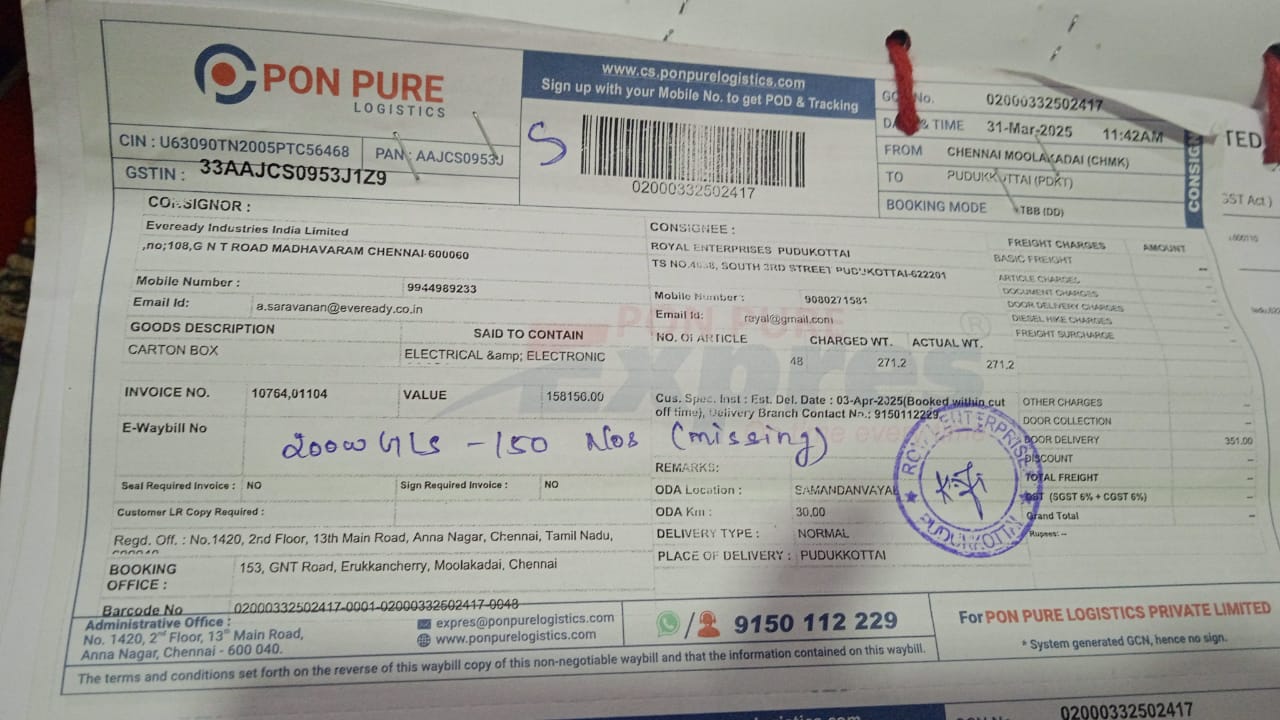 PON PURE
LOGISTICS
www.cs.ponpurelogistics.com
Sign up with your Mobile No. to get POD & Tracking
No. 02000332502417
& TIME 31-Mar-2025 11:42AM
FROM CHENNAI MOOLAKADAI (CHMK)
TO PUDUKKOTTAI (PDKT)
BOOKING MODE TBB (DD)
CONSIG
TED
GST Act )
CIN : U63090TN2005PTC56468 PAN : AAJCS0953J
GSTIN : 33AAJCS0953J1Z9
S
02000332502417
CONSIGNOR :
Eveready Industries India Limited
,no;108,G N T ROAD MADHAVARAM CHENNAI-600060
Mobile Number : 9944989233
Email Id: a.saravanan@eveready.co.in
CONSIGNEE :
ROYAL ENTERPRISES PUDUKOTTAI
TS NO. SOUTH 3RD STREET PUDUKOTTAI-622201
Mobile Number : 9080271581
Email Id: royal@gmail.com
FREIGHT CHARGES AMOUNT
BASIC FREIGHT --
ARTICLE CHARGES
DOCUMENT CHARGES
DOOR DELIVERY CHARGES
DIESEL HIKE CHARGES
FREIGHT SURCHARGE
GOODS DESCRIPTION SAID TO CONTAIN
CARTON BOX ELECTRICAL &amp; ELECTRONIC
NO. OF ARTICLE CHARGED WT. ACTUAL WT.
48 271.2 271.2
PON PURE
Expres
®
INVOICE NO. 10764,01104 VALUE 158156.00
E-Waybill No
200W GLS - 150 Nos (missing)
Cus. Spec. Inst : Est. Del. Date : 03-Apr-2025(Booked within cut
off time), Delivery Branch Contact No.: 9150112229
REMARKS:
ODA Location : SAMANDANVAYAL
ODA Km : 30.00
DELIVERY TYPE : NORMAL
PLACE OF DELIVERY : PUDUKKOTTAI
OTHER CHARGES --
DOOR COLLECTION --
DOOR DELIVERY 351.00
DISCOUNT --
TOTAL FREIGHT --
GST (SGST 6% + CGST 6%) --
Grand Total --
Rupees: --
ROYAL ENTERPRISES
PUDUKKOTTAI
Seal Required Invoice : NO Sign Required Invoice : NO
Customer LR Copy Required :
Regd. Off. : No.1420, 2nd Floor, 13th Main Road, Anna Nagar, Chennai, Tamil Nadu,
BOOKING
OFFICE : 153, GNT Road, Erukkancherry, Moolakadai, Chennai
Barcode No 02000332502417-0001-02000332502417-0048
Administrative Office :
No. 1420, 2nd Floor, 13th Main Road,
Anna Nagar, Chennai - 600 040.
expres@ponpurelogistics.com
www.ponpurelogistics.com
/ 9150 112 229
For PON PURE LOGISTICS PRIVATE LIMITED
* System generated GCN, hence no sign.
The terms and conditions set forth on the reverse of this waybill copy of this non-negotiable waybill and that the information contained on this waybill.
02000332502417